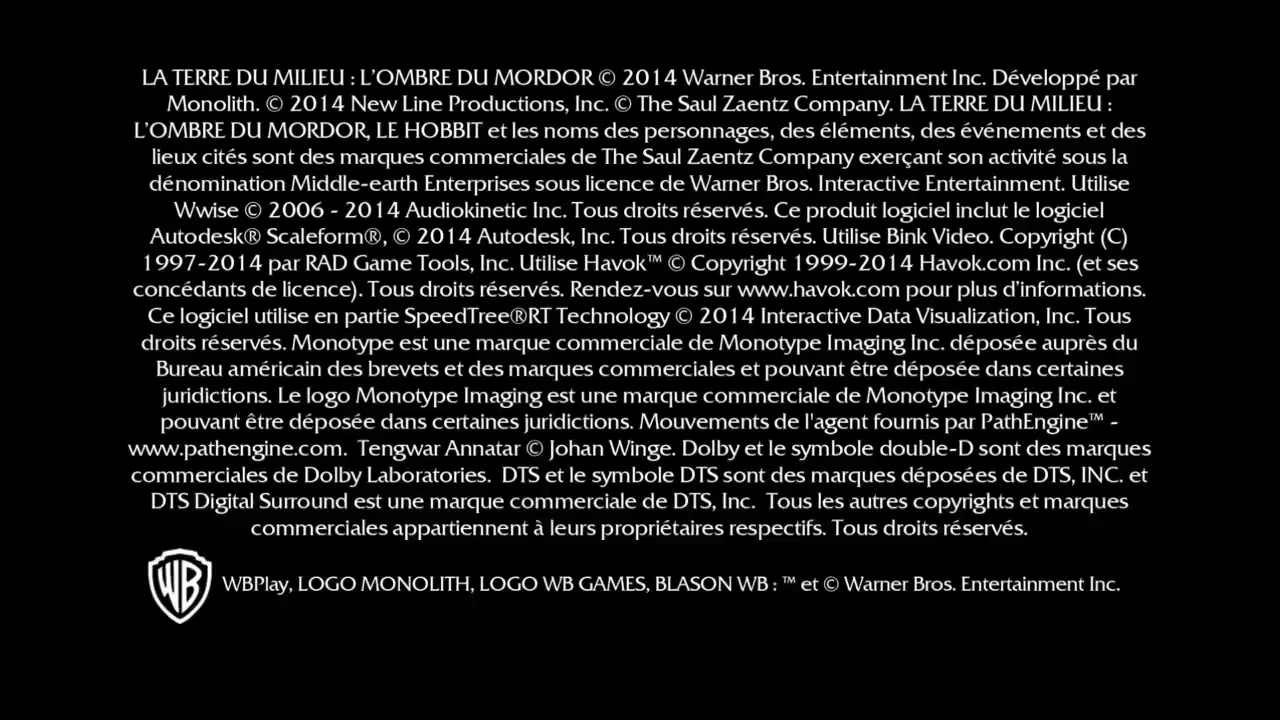 LA TERRE DU MILIEU : L'OMBRE DU MORDOR © 2014 Warner Bros. Entertainment Inc. Développé par
Monolith. © 2014 New Line Productions, Inc. © The Saul Zaentz Company. LA TERRE DU MILIEU :
L'OMBRE DU MORDOR, LE HOBBIT et les noms des personnages, des éléments, des événements et des
lieux cités sont des marques commerciales de The Saul Zaentz Company exerçant son activité sous la
dénomination Middle-earth Enterprises sous licence de Warner Bros. Interactive Entertainment. Utilise
Wwise © 2006 - 2014 Audiokinetic Inc. Tous droits réservés. Ce produit logiciel inclut le logiciel
Autodesk® Scaleform®, © 2014 Autodesk, Inc. Tous droits réservés. Utilise Bink Video. Copyright (C)
1997-2014 par RAD Game Tools, Inc. Utilise Havok™ © Copyright 1999-2014 Havok.com Inc. (et ses
concédants de licence). Tous droits réservés. Rendez-vous sur www.havok.com pour plus d'informations.
Ce logiciel utilise en partie SpeedTree®RT Technology © 2014 Interactive Data Visualization, Inc. Tous
droits réservés. Monotype est une marque commerciale de Monotype Imaging Inc. déposée auprès du
Bureau américain des brevets et des marques commerciales et pouvant être déposée dans certaines
juridictions. Le logo Monotype Imaging est une marque commerciale de Monotype Imaging Inc. et
pouvant être déposée dans certaines juridictions. Mouvements de l'agent fournis par PathEngine™ -
www.pathengine.com.  Tengwar Annatar © Johan Winge. Dolby et le symbole double-D sont des marques
commerciales de Dolby Laboratories.  DTS et le symbole DTS sont des marques déposées de DTS, INC. et
DTS Digital Surround est une marque commerciale de DTS, Inc.  Tous les autres copyrights et marques
commerciales appartiennent à leurs propriétaires respectifs. Tous droits réservés.
WB WBPlay, LOGO MONOLITH, LOGO WB GAMES, BLASON WB : ™ et © Warner Bros. Entertainment Inc.